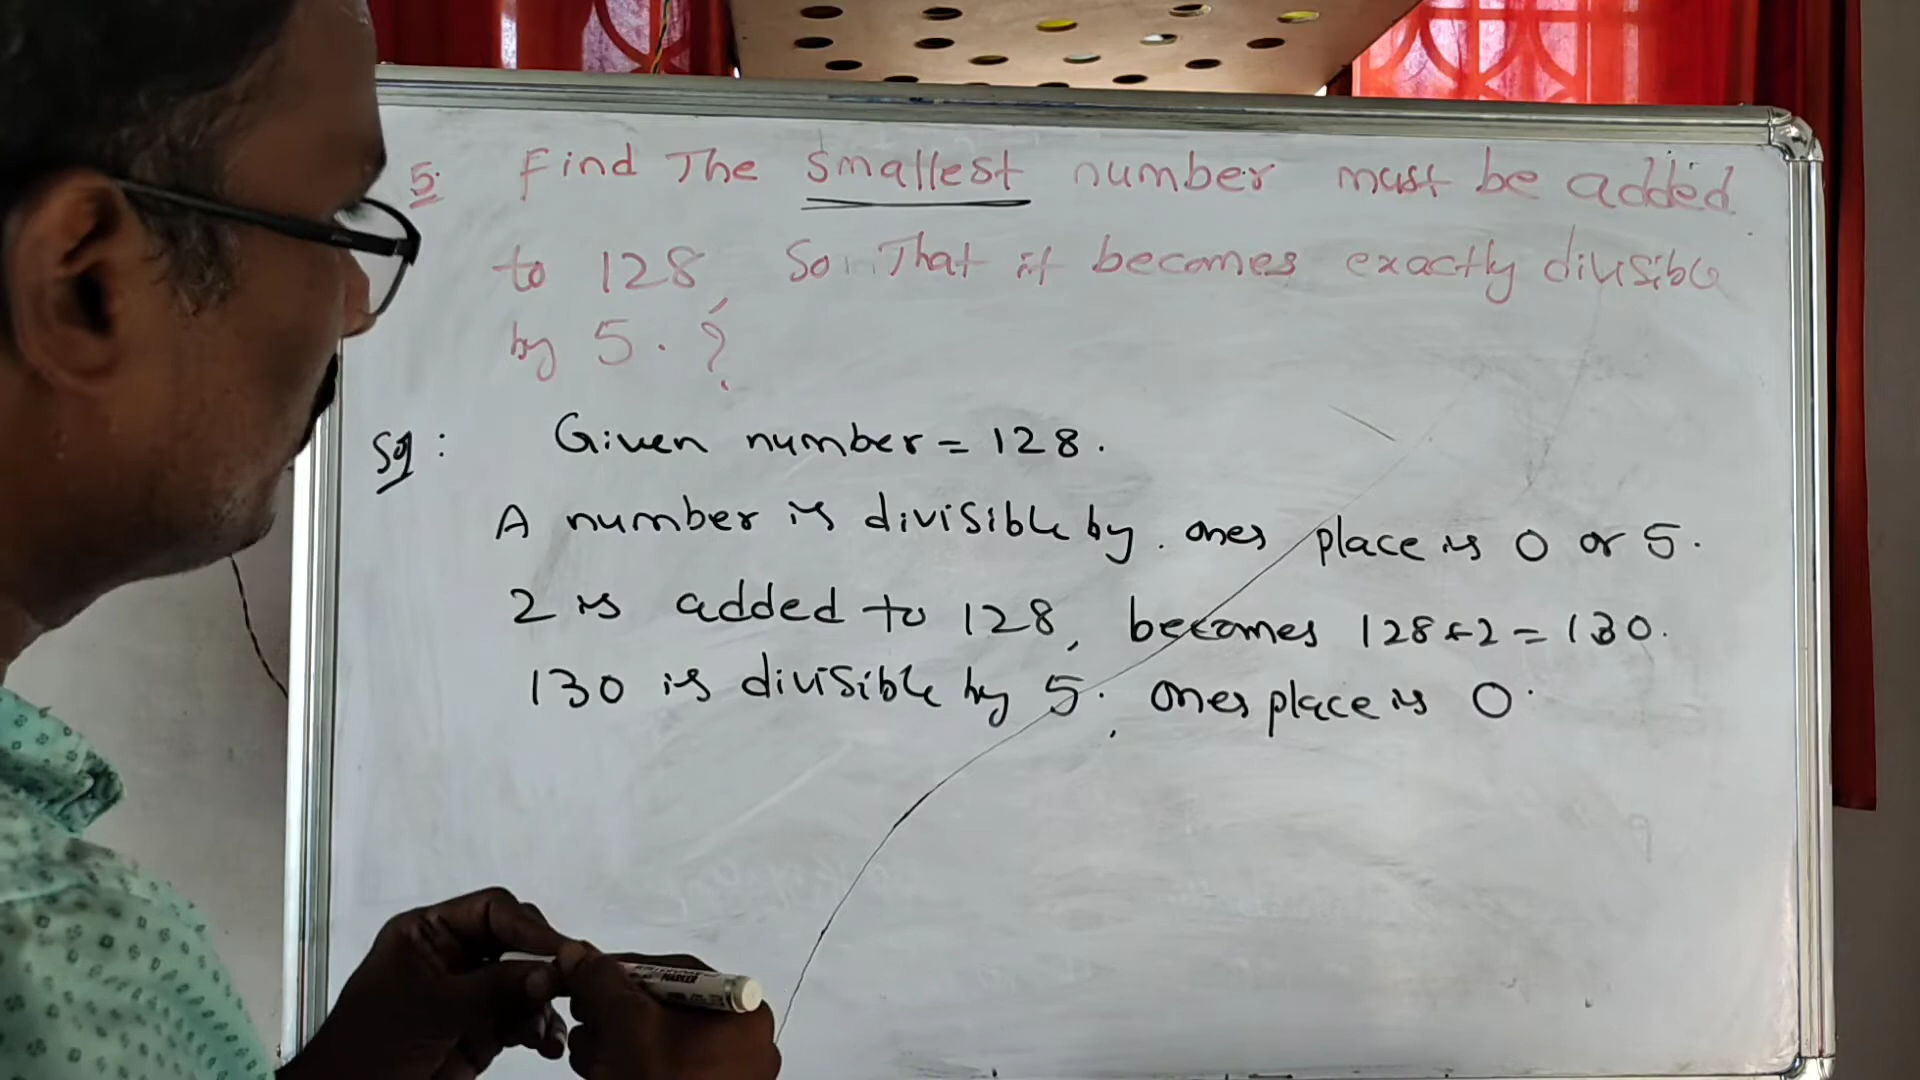 5. Find The Smallest number must be added
to 128, So That it becomes exactly divisible
by 5. ?
Sol: Given number = 128.
A number is divisible by. ones place is 0 or 5.
2 is added to 128, becomes 128+2=130.
130 is divisible by 5. ones place is 0.
MARKER